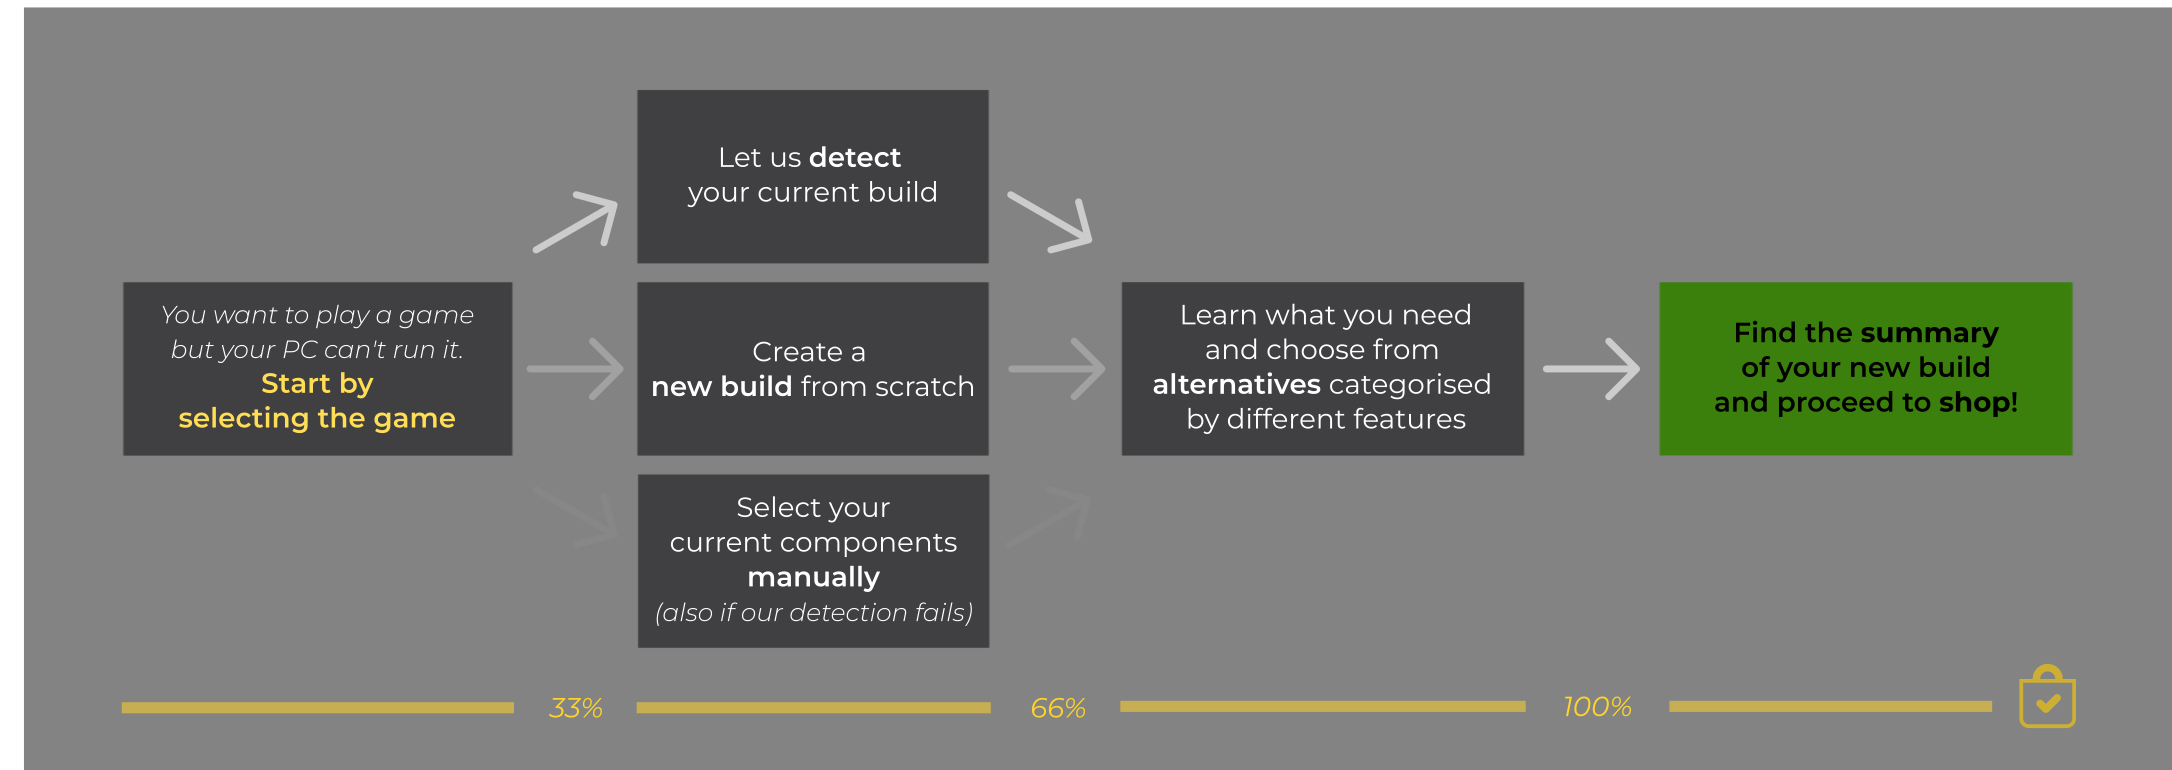 You want to play a game
but your PC can't run it.
Start by
selecting the game
Let us detect
your current build
Create a
new build from scratch
Select your
current components
manually
(also if our detection fails)
Learn what you need
and choose from
alternatives categorised
by different features
Find the summary
of your new build
and proceed to shop!
33%
66%
100%